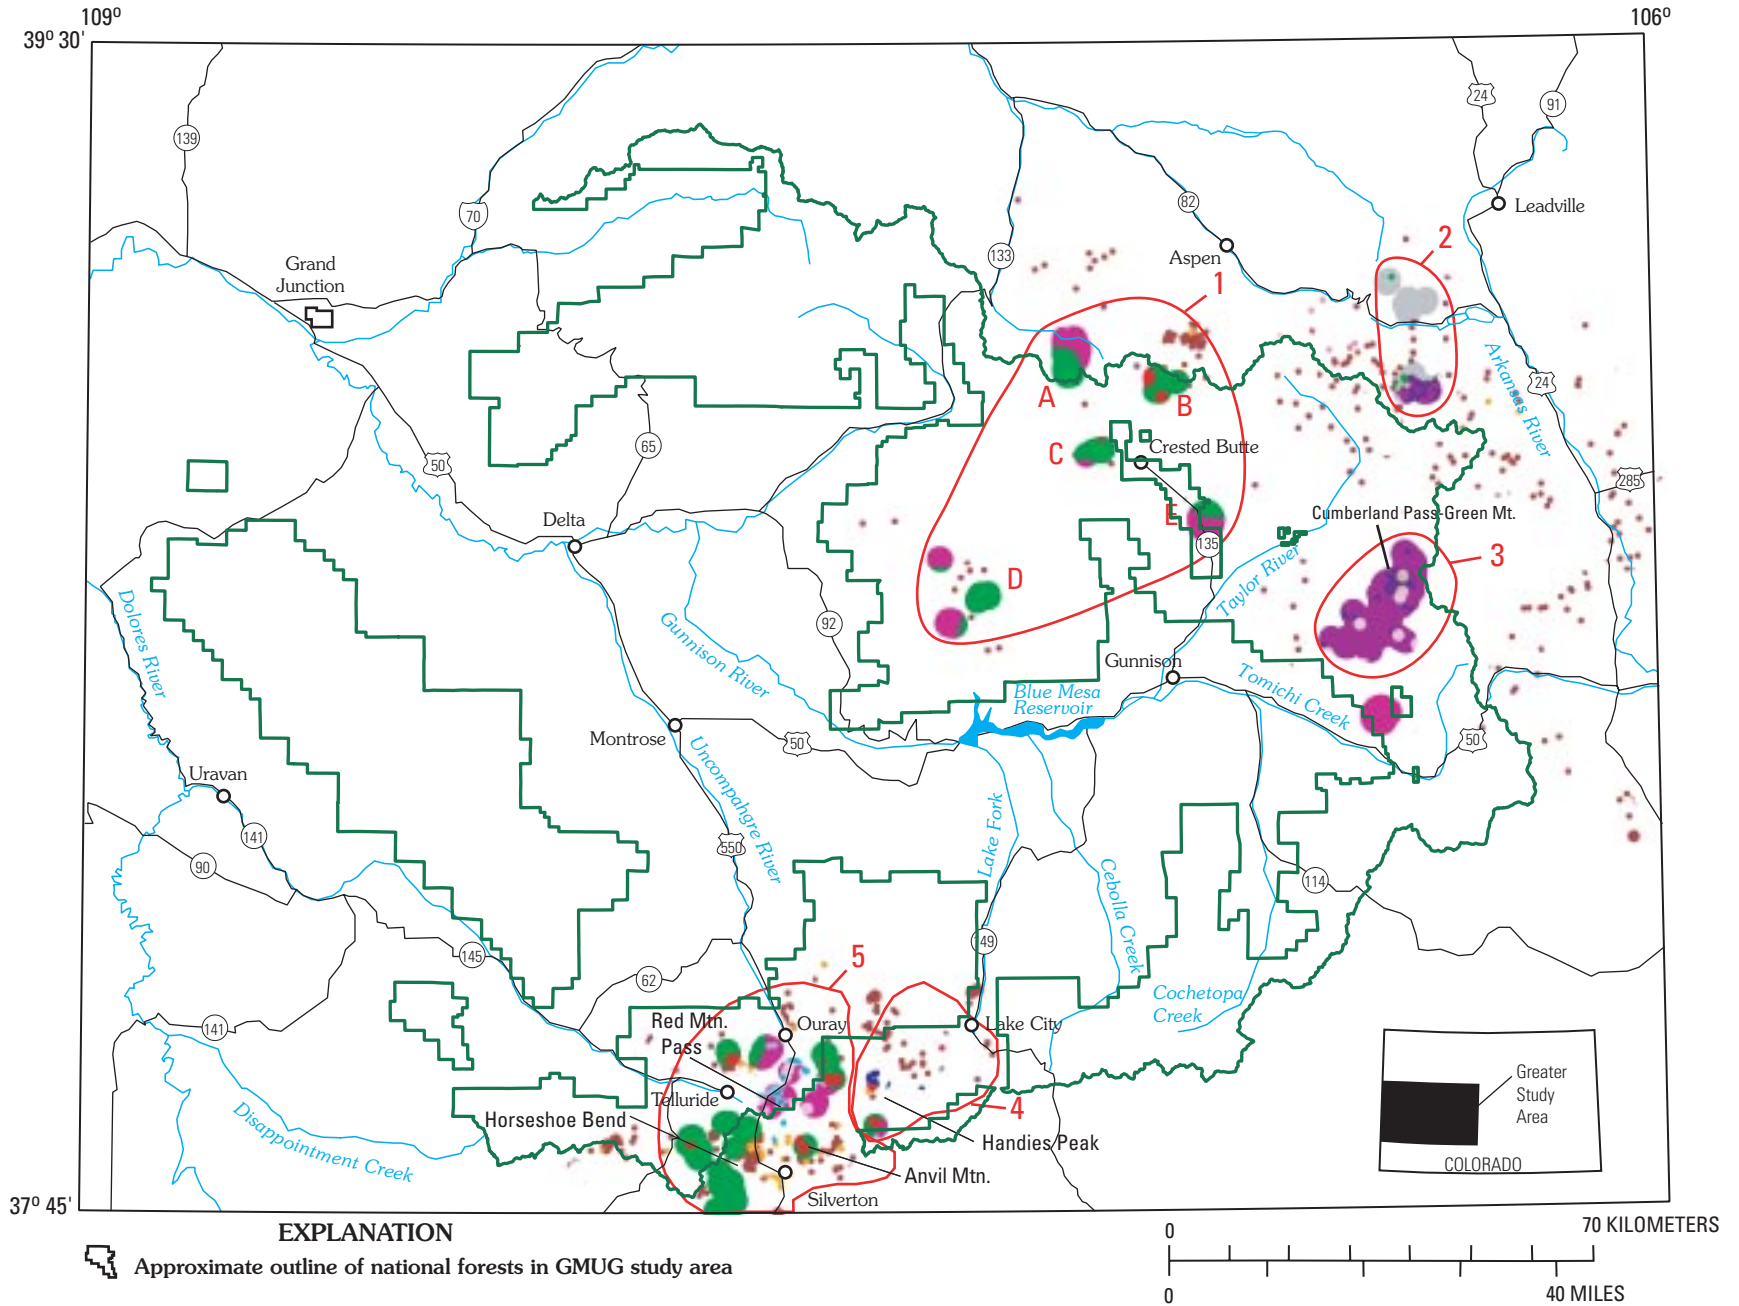 109º
106º
39º 30'
24
91
139
82
Leadville
70
2
133
Aspen
Grand
Junction
1
Arkansas River
24
A
B
65
C
Crested Butte
50
285
E
Cumberland Pass-Green Mt.
Delta
135
3
Taylor River
D
Dolores River
92
Gunnison River
Gunnison
Tomichi Creek
Blue Mesa
Reservoir
Montrose
50
50
Uncompahgre River
Uravan
141
550
Lake Fork
90
114
Cebolla Creek
149
145
5
62
Cochetopa
Creek
141
Red Mtn.
Pass
Ouray
Lake City
Greater
Study
Area
Telluride
4
Horseshoe Bend
Disappointment Creek
Handies Peak
COLORADO
Anvil Mtn.
Silverton
37º 45'
0
70 KILOMETERS
EXPLANATION
Approximate outline of national forests in GMUG study area
0
40 MILES